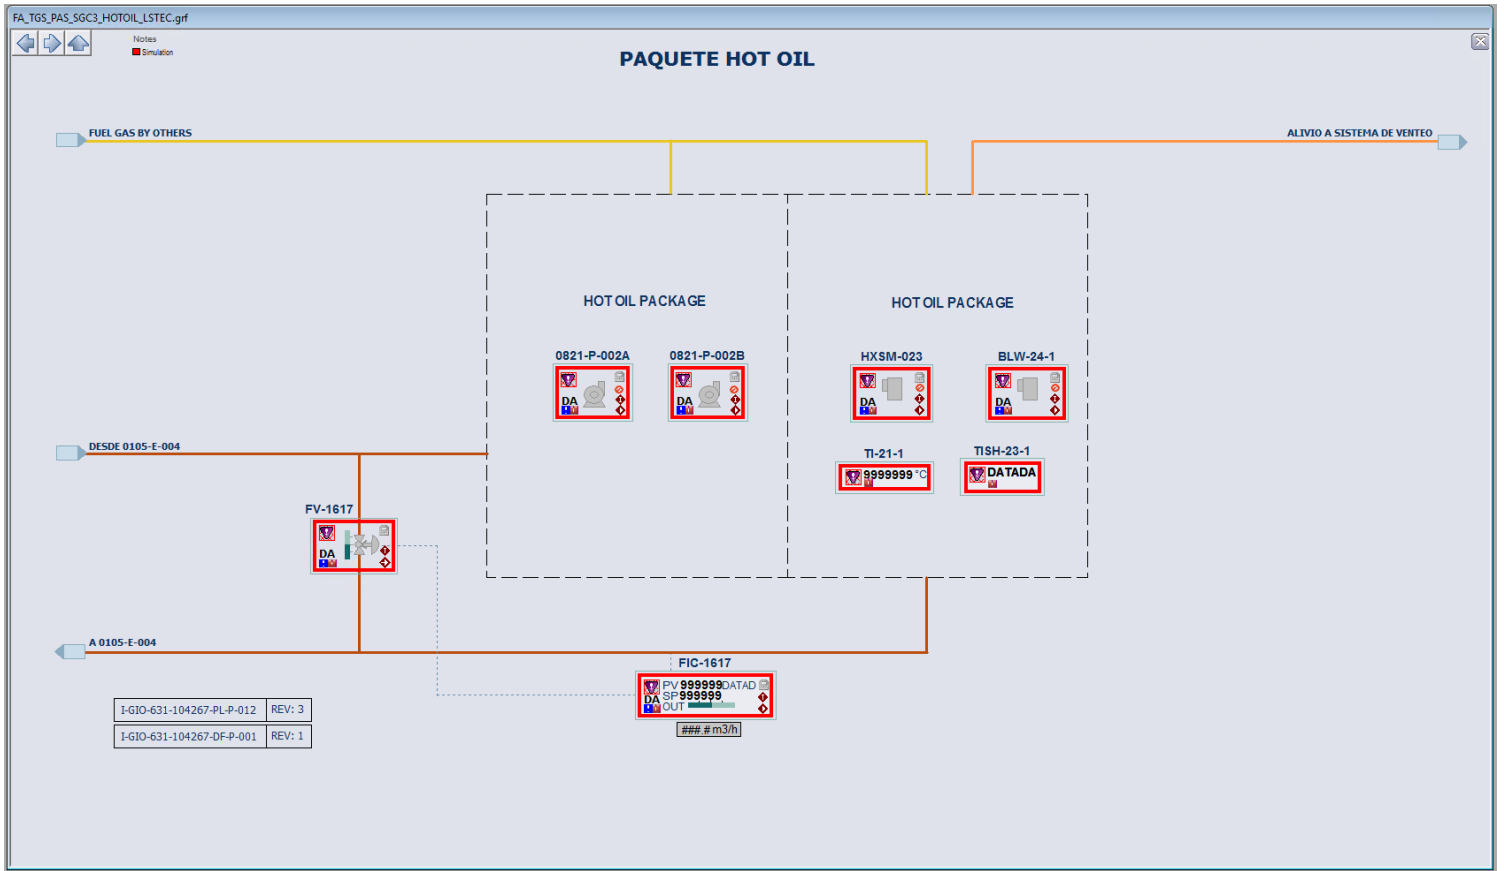 FA_TGS_PAS_SGC3_HOTOIL_LSTEC.grf
Notes
Simulation
PAQUETE HOT OIL
FUEL GAS BY OTHERS
ALIVIO A SISTEMA DE VENTEO
HOT OIL PACKAGE
HOT OIL PACKAGE
0821-P-002A
0821-P-002B
HXSM-023
BLW-24-1
DA
DA
DA
DA
DESDE 0105-E-004
TI-21-1
TISH-23-1
9999999 °C
DATADA
FV-1617
DA
A 0105-E-004
FIC-1617
PV 999999 DATAD
SP 999999
DA
OUT
###.# m3/h
I-GIO-631-104267-PL-P-012 REV: 3
I-GIO-631-104267-DF-P-001 REV: 1